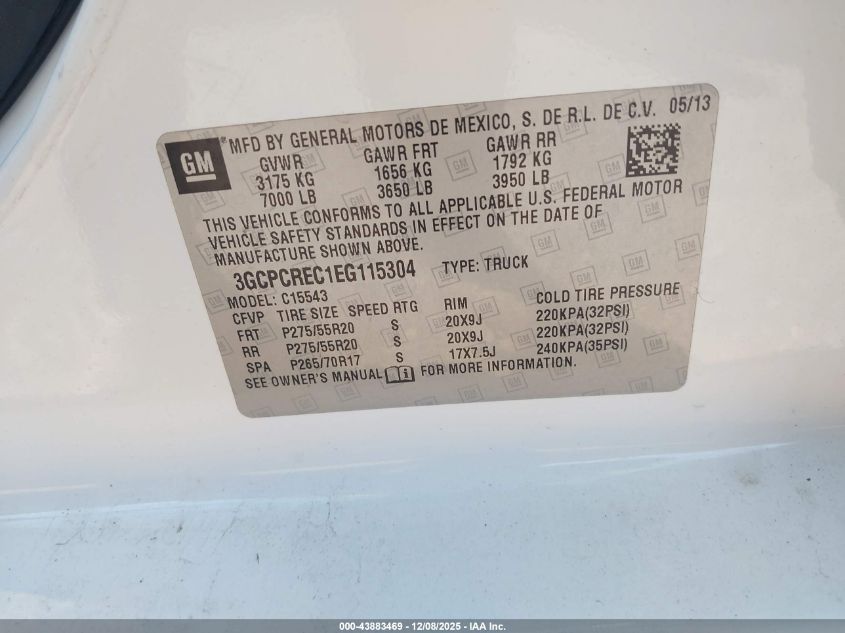 GM
MFD BY GENERAL MOTORS DE MEXICO, S. DE R.L. DE C.V. 05/13
GVWR GAWR FRT GAWR RR
3175 KG 1656 KG 1792 KG
7000 LB 3650 LB 3950 LB
THIS VEHICLE CONFORMS TO ALL APPLICABLE U.S. FEDERAL MOTOR
VEHICLE SAFETY STANDARDS IN EFFECT ON THE DATE OF
MANUFACTURE SHOWN ABOVE.
3GCPCREC1EG115304 TYPE: TRUCK
MODEL: C15543
CFVP TIRE SIZE SPEED RTG RIM COLD TIRE PRESSURE
FRT P275/55R20 S 20X9J 220KPA(32PSI)
RR P275/55R20 S 20X9J 220KPA(32PSI)
SPA P265/70R17 S 17X7.5J 240KPA(35PSI)
SEE OWNER'S MANUAL FOR MORE INFORMATION.
000-43883469 - 12/08/2025 - IAA Inc.